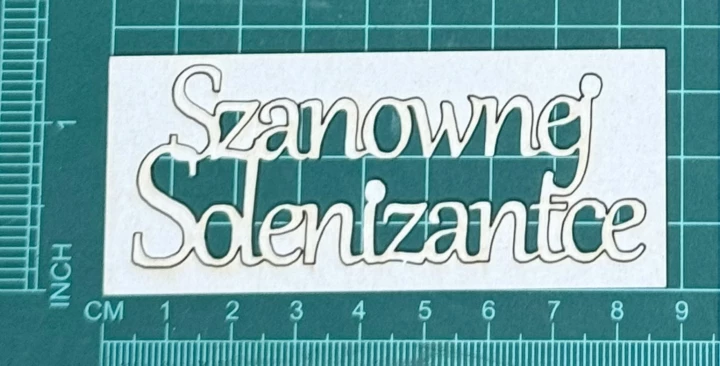 Szanownej
Solenizantce
1
INCH
CM 1 2 3 4 5 6 7 8 9